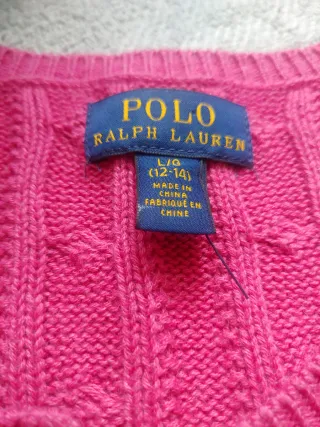 POLO
RALPH LAUREN
L/G
(12-14)
MADE IN
CHINA
FABRIQUÉ EN
CHINE